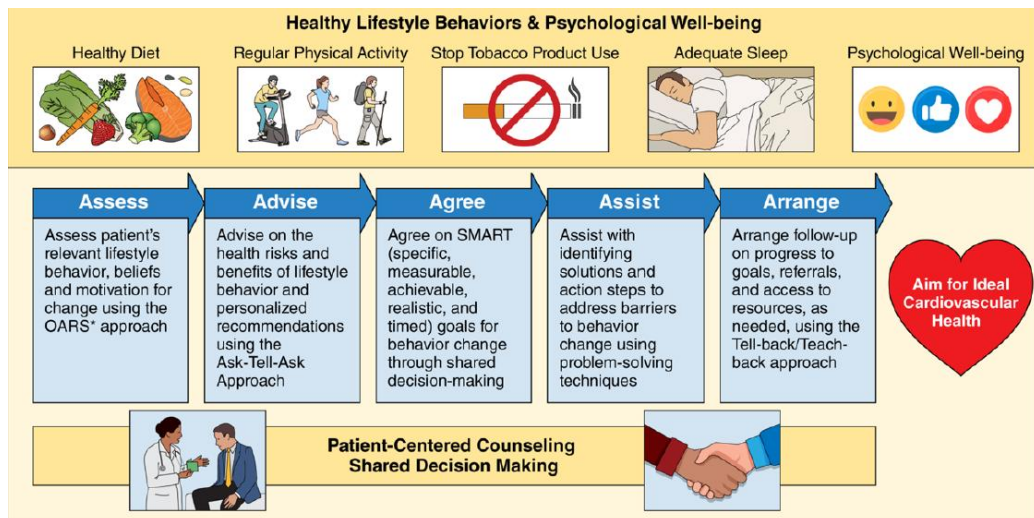 Healthy Lifestyle Behaviors & Psychological Well-being
Healthy Diet
Regular Physical Activity
Stop Tobacco Product Use
Adequate Sleep
Psychological Well-being
Assess
Assess patient's
relevant lifestyle
behavior, beliefs
and motivation for
change using the
OARS* approach
Advise
Advise on the
health risks and
benefits of lifestyle
behavior and
personalized
recommendations
using the
Ask-Tell-Ask
Approach
Agree
Agree on SMART
(specific,
measurable,
achievable,
realistic, and
timed) goals for
behavior change
through shared
decision-making
Assist
Assist with
identifying
solutions and
action steps to
address barriers
to behavior
change using
problem-solving
techniques
Arrange
Arrange follow-up
on progress to
goals, referrals,
and access to
resources, as
needed, using the
Tell-back/Teach-
back approach
Aim for Ideal
Cardiovascular
Health
Patient-Centered Counseling
Shared Decision Making